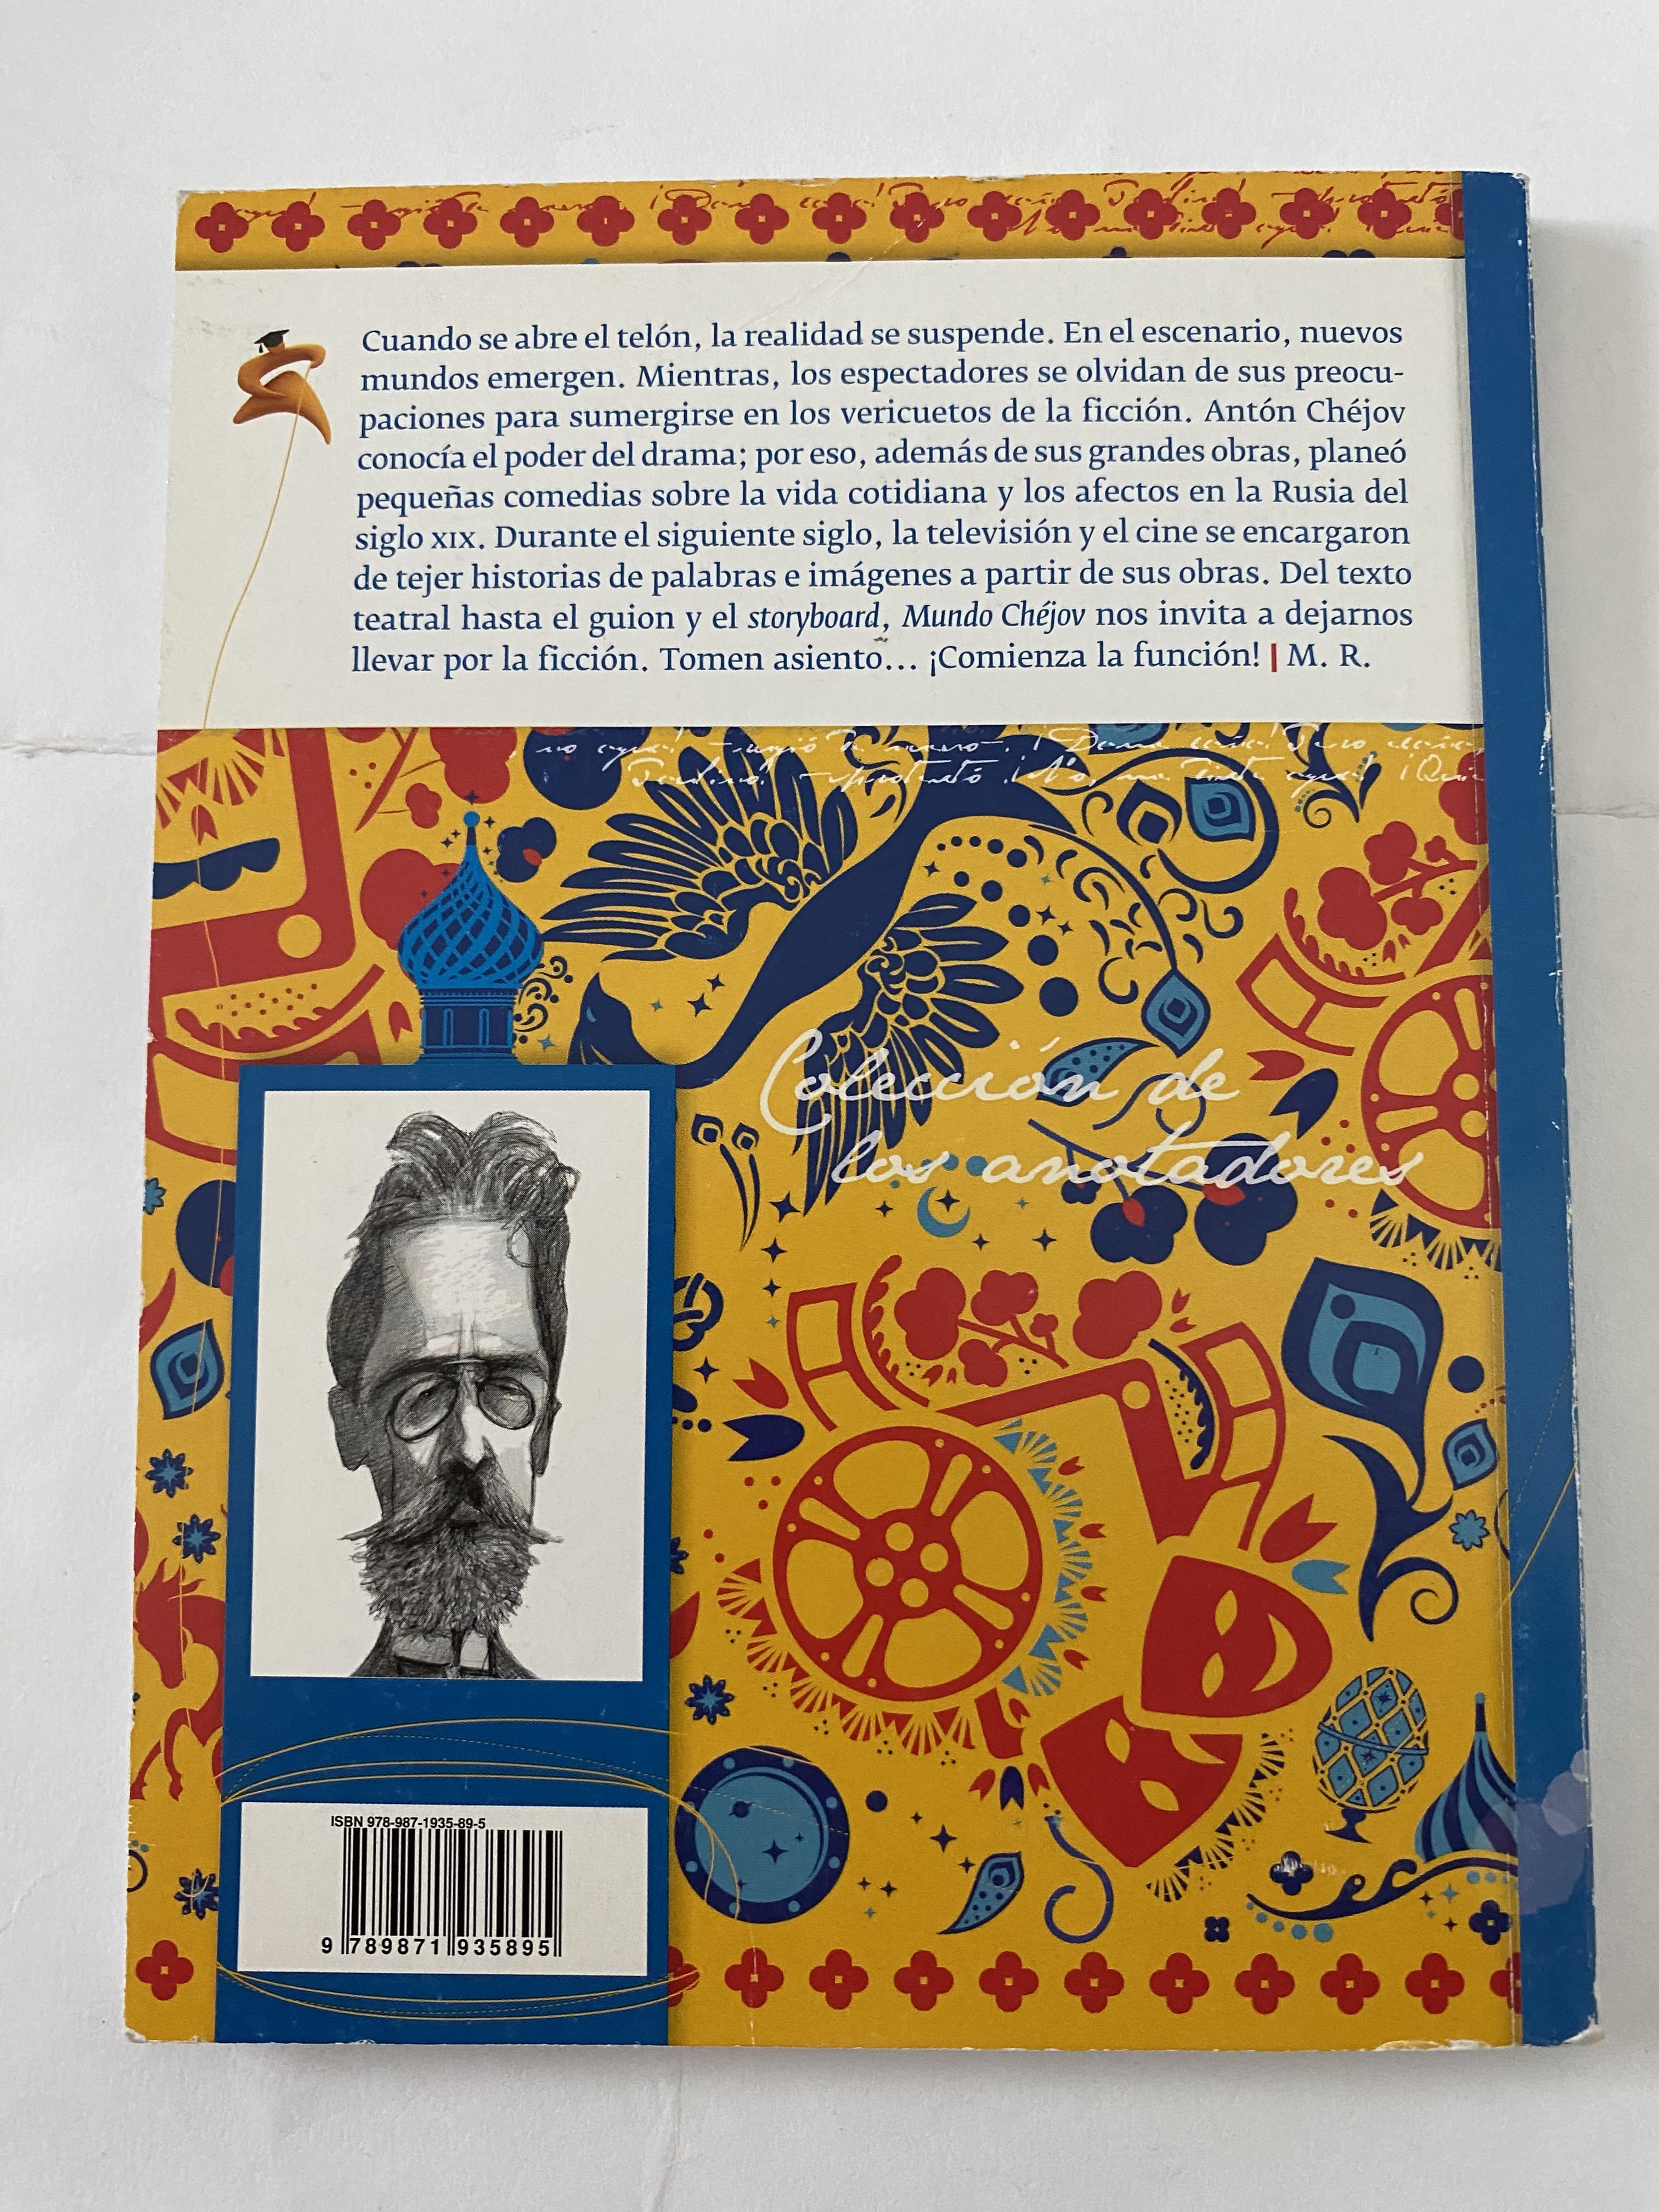 Cuando se abre el telón, la realidad se suspende. En el escenario, nuevos
mundos emergen. Mientras, los espectadores se olvidan de sus preocu-
paciones para sumergirse en los vericuetos de la ficción. Antón Chéjov
conocía el poder del drama; por eso, además de sus grandes obras, planeó
pequeñas comedias sobre la vida cotidiana y los afectos en la Rusia del
siglo XIX. Durante el siguiente siglo, la televisión y el cine se encargaron
de tejer historias de palabras e imágenes a partir de sus obras. Del texto
teatral hasta el guion y el storyboard, Mundo Chéjov nos invita a dejarnos
llevar por la ficción. Tomen asiento... ¡Comienza la función! | M. R.
Colección de
los anotadores
ISBN 978-987-1935-89-5
9 789871 935895